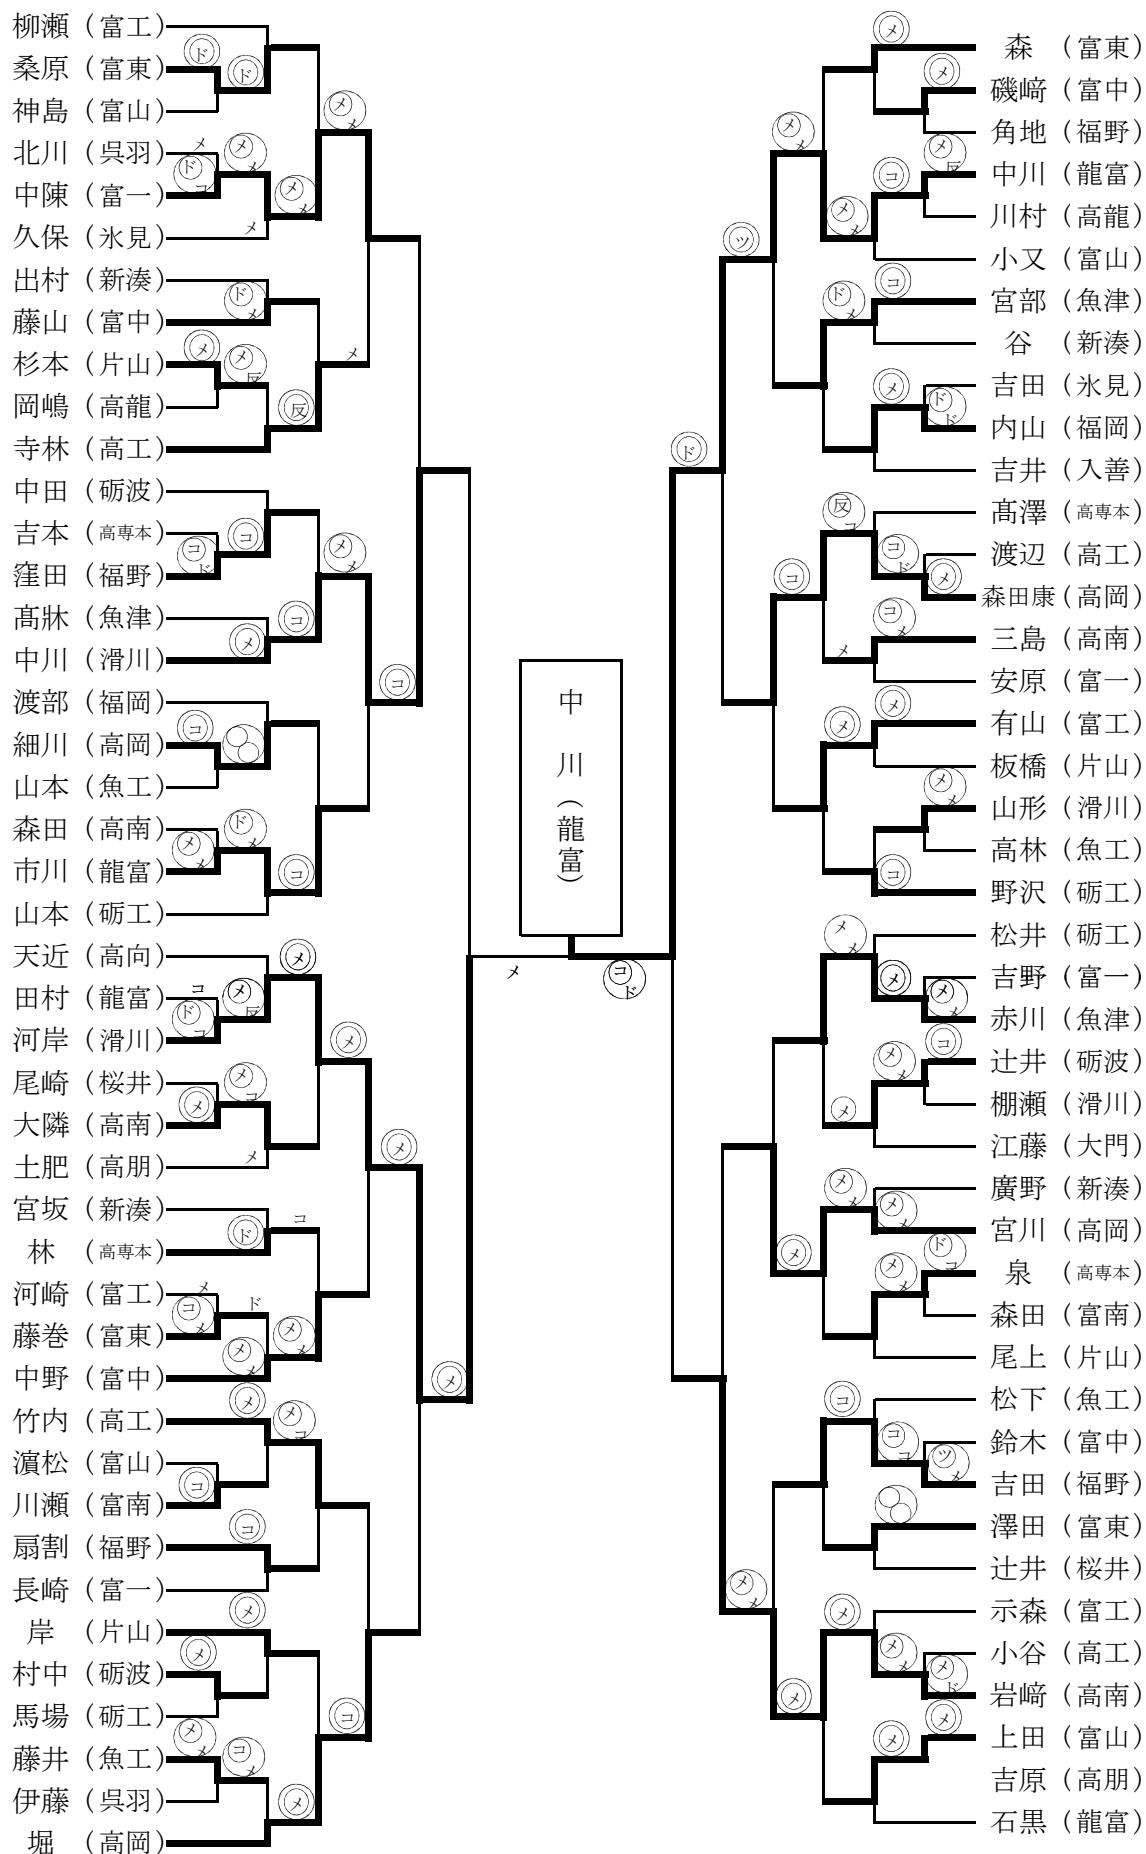 柳瀬（富工）
桑原（富東）
神島（富山）
北川（呉羽）
中陳（富一）
久保（氷見）
出村（新湊）
藤山（富中）
杉本（片山）
岡嶋（高龍）
寺林（高工）
中田（砺波）
吉本（高専本）
窪田（福野）
髙牀（魚津）
中川（滑川）
渡部（福岡）
細川（高岡）
山本（魚工）
森田（高南）
市川（龍富）
山本（砺工）
天近（高向）
田村（龍富）
河岸（滑川）
尾崎（桜井）
大隣（高南）
土肥（高朋）
宮坂（新湊）
林（高専本）
河崎（富工）
藤巻（富東）
中野（富中）
竹内（高工）
濵松（富山）
川瀬（富南）
扇割（福野）
長崎（富一）
岸（片山）
村中（砺波）
馬場（砺工）
藤井（魚工）
伊藤（呉羽）
堀（高岡）
中川（龍富）
森（富東）
磯﨑（富中）
角地（福野）
中川（龍富）
川村（高龍）
小又（富山）
宮部（魚津）
谷（新湊）
吉田（氷見）
内山（福岡）
吉井（入善）
髙澤（高専本）
渡辺（高工）
森田康（高岡）
三島（高南）
安原（富一）
有山（富工）
板橋（片山）
山形（滑川）
高林（魚工）
野沢（砺工）
松井（砺工）
吉野（富一）
赤川（魚津）
辻井（砺波）
棚瀬（滑川）
江藤（大門）
廣野（新湊）
宮川（高岡）
泉（高専本）
森田（富南）
尾上（片山）
松下（魚工）
鈴木（富中）
吉田（福野）
澤田（富東）
辻井（桜井）
示森（富工）
小谷（高工）
岩﨑（高南）
上田（富山）
吉原（高朋）
石黒（龍富）